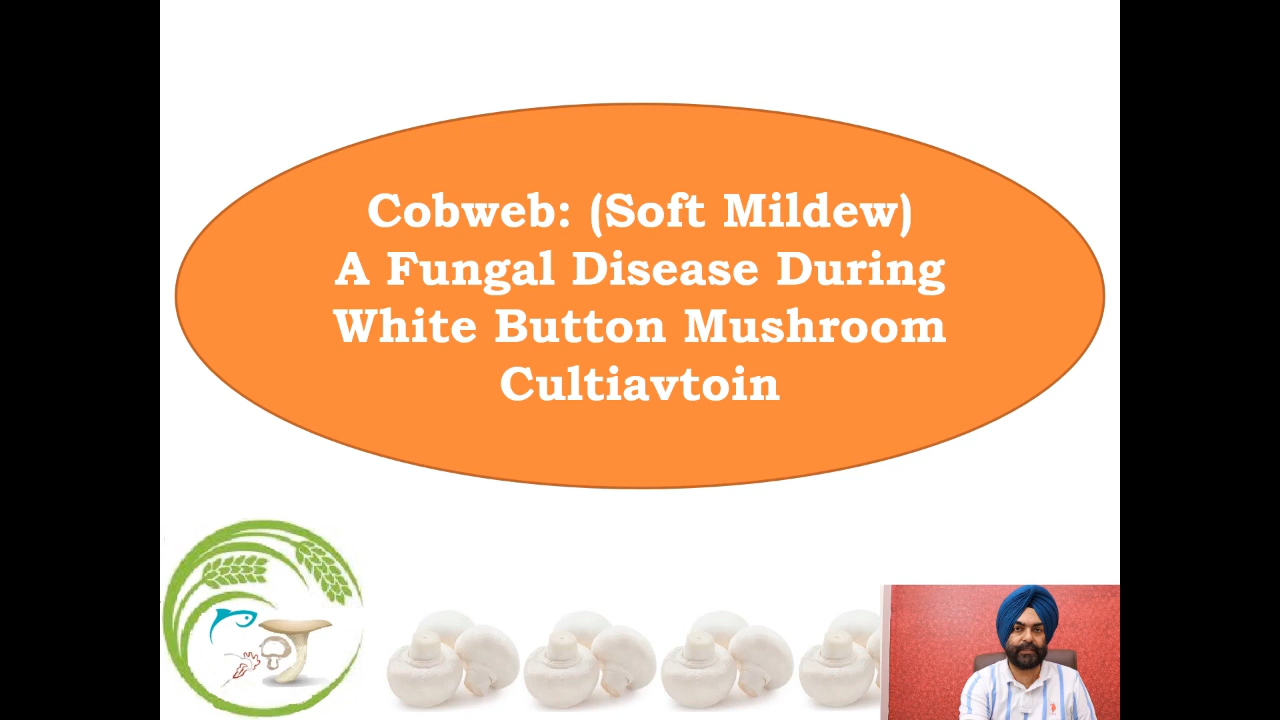 Cobweb: (Soft Mildew)
A Fungal Disease During
White Button Mushroom
Cultiavtoin